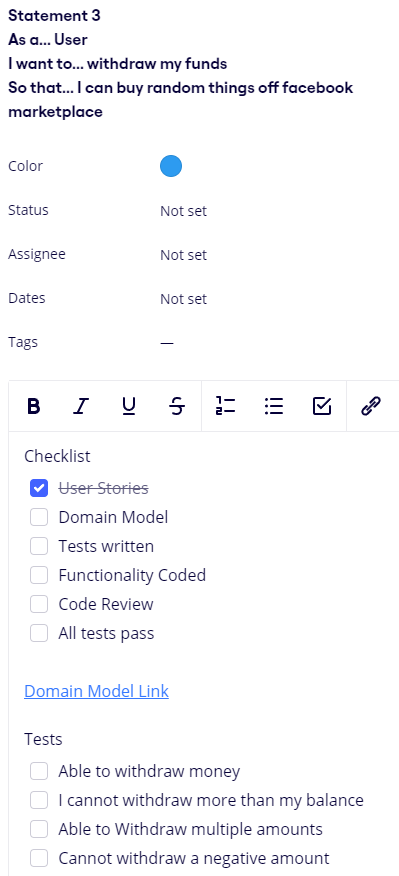 Statement 3
As a... User
I want to... withdraw my funds
So that... I can buy random things off facebook
marketplace
Color
Status Not set
Assignee Not set
Dates Not set
Tags —
B I U S
Checklist
User Stories
Domain Model
Tests written
Functionality Coded
Code Review
All tests pass
Domain Model Link
Tests
Able to withdraw money
I cannot withdraw more than my balance
Able to Withdraw multiple amounts
Cannot withdraw a negative amount